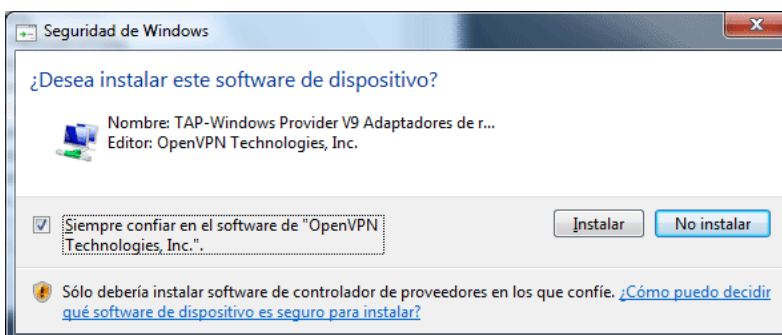 Seguridad de Windows
¿Desea instalar este software de dispositivo?
Nombre: TAP-Windows Provider V9 Adaptadores de r...
Editor: OpenVPN Technologies, Inc.
Siempre confiar en el software de "OpenVPN
Technologies, Inc.".
Instalar
No instalar
Sólo debería instalar software de controlador de proveedores en los que confíe. ¿Cómo puedo decidir
qué software de dispositivo es seguro para instalar?